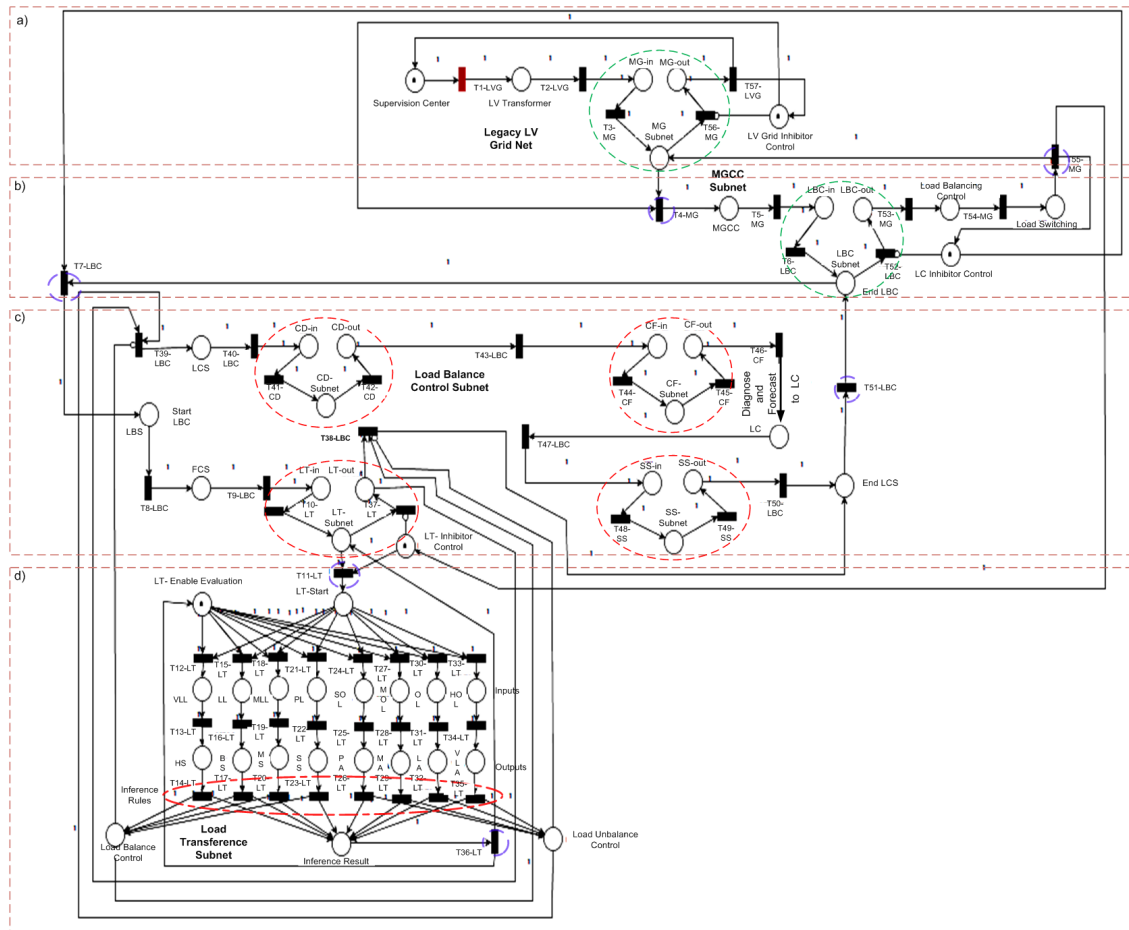 a)
MG-in
MG-out
Supervision Center
T1-LVG
LV Transformer
T2-LVG
T57-
LVG
T3-
MG
MG
Subnet
T56-
MG
LV Grid Inhibitor
Control
Legacy LV
Grid Net
T55-
MG
b)
MGCC
Subnet
T4-MG
MGCC
T5-
MG
LBC-in
LBC-out
T53-
MG
Load Balancing
Control
T54-MG
Load Switching
T6-
LBC
LBC
Subnet
T52-
LBC
LC Inhibitor Control
End LBC
T7-LBC
c)
T39-
LBC
LCS
T40-
LBC
CD-in
CD-out
T41-
CD
CD-
Subnet
T42-
CD
Load Balance
Control Subnet
T43-LBC
CF-in
CF-out
T44-
CF
CF-
Subnet
T45-
CF
T46-
CF
Diagnose
and
Forecast
to LC
LC
T51-LBC
LBS
Start
LBC
T38-LBC
T47-LBC
T8-LBC
FCS
T9-LBC
LT-in
LT-out
T10-
LT
LT-
Subnet
T37-
LT
LT- Inhibitor
Control
SS-in
SS-out
T48-
SS
SS-
Subnet
T49-
SS
T50-
LBC
End LCS
d)
LT- Enable Evaluation
T11-LT
LT-Start
T12-LT
T15-
LT
T18-
LT
T21-LT
T24-LT
T27-
LT
T30-
LT
T33-
LT
VLL
LL
MLL
PL
SO
L
M
O
L
O
L
HO
L
Inputs
T13-LT
T16-LT
T19-
LT
T22-
LT
T25-
LT
T28-
LT
T31-
LT
T34-LT
HS
B
S
M
S
S
S
P
A
M
A
L
A
V
L
A
Outputs
T14-LT
T17-
LT
T20-
LT
T23-LT
T26-
LT
T29-
LT
T32-
LT
T35-
LT
Inference
Rules
Load Balance
Control
Load
Transference
Subnet
Inference Result
T36-LT
Load Unbalance
Control